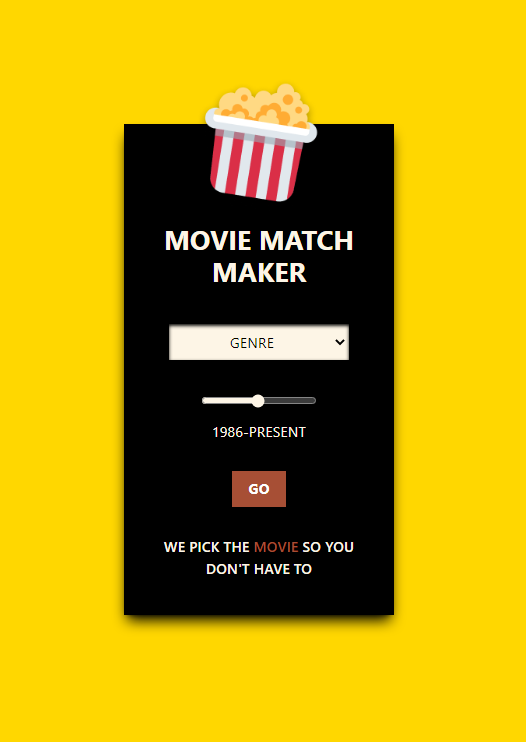 MOVIE MATCH
MAKER
GENRE
1986-PRESENT
GO
WE PICK THE MOVIE SO YOU
DON'T HAVE TO